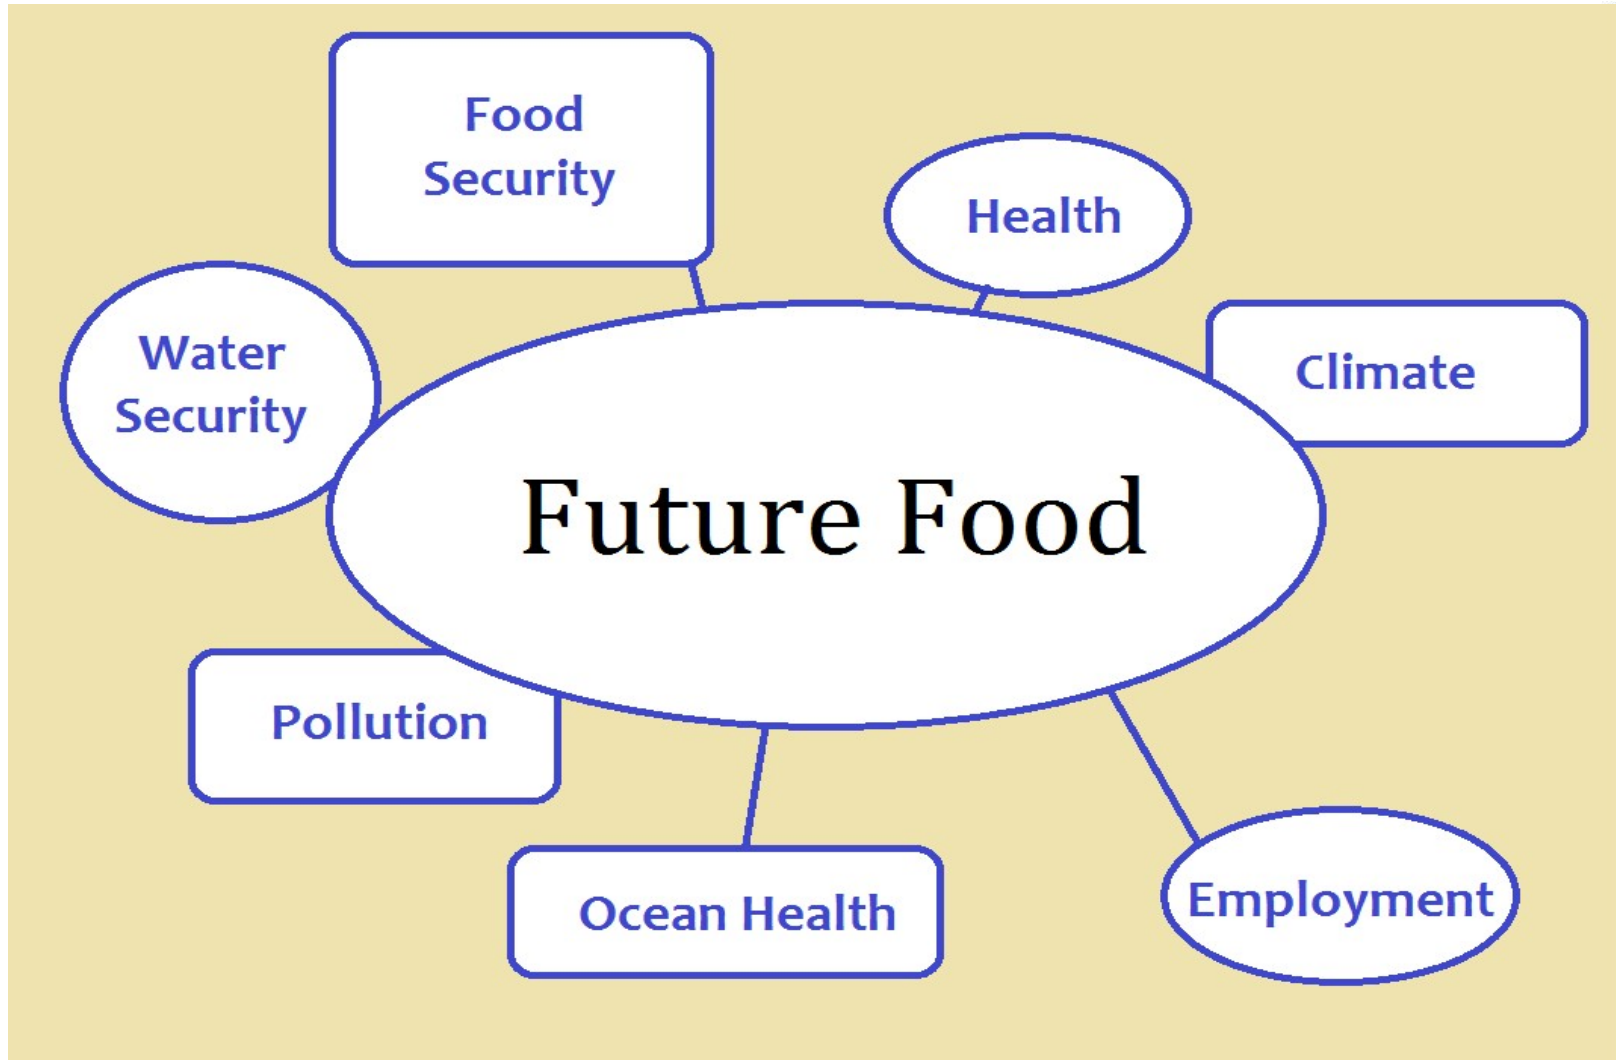 Food
Security
Health
Water
Security
Climate
Future Food
Pollution
Ocean Health
Employment